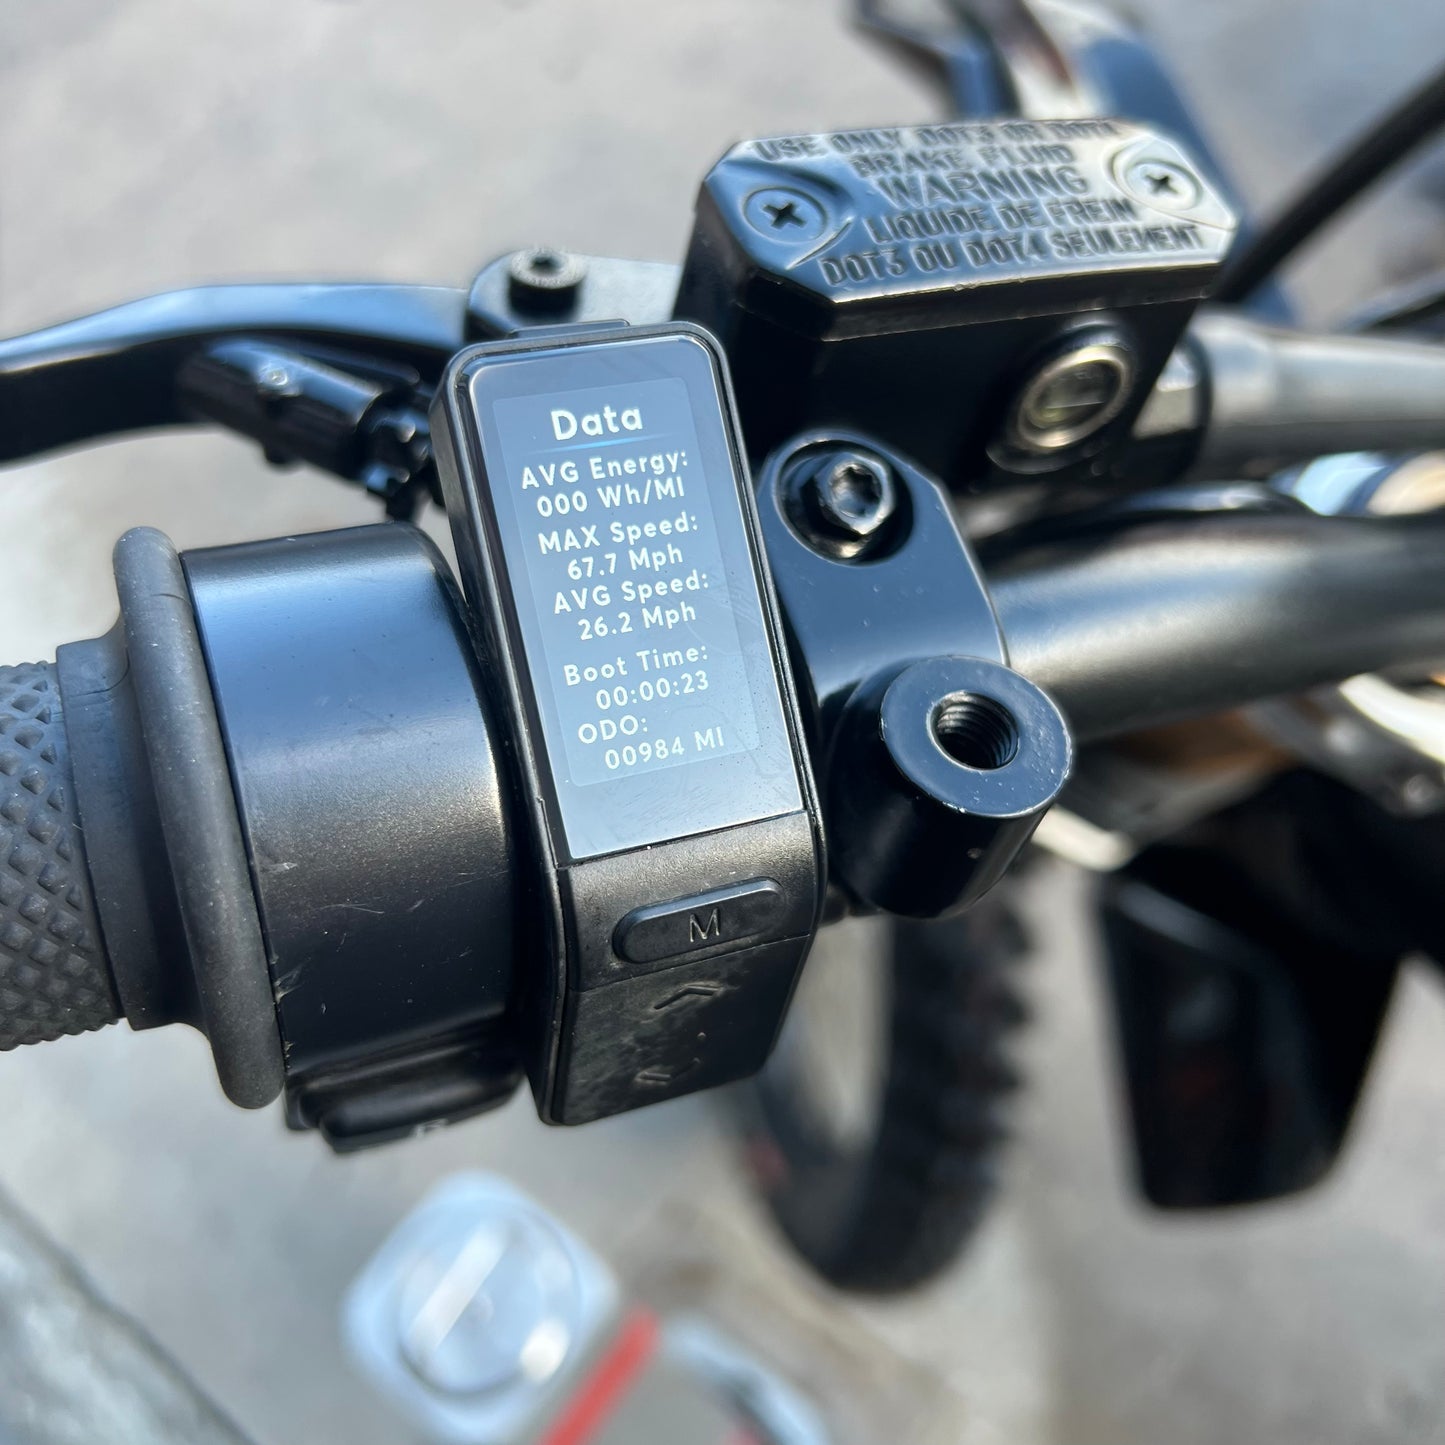 USE ONLY DOT3 OR DOT4
BRAKE FLUID
WARNING
LIQUIDE DE FREIN
DOT3 OU DOT4 SEULEMENT
Data
AVG Energy:
000 Wh/MI
MAX Speed:
67.7 Mph
AVG Speed:
26.2 Mph
Boot Time:
00:00:23
ODO:
00984 MI
M
R